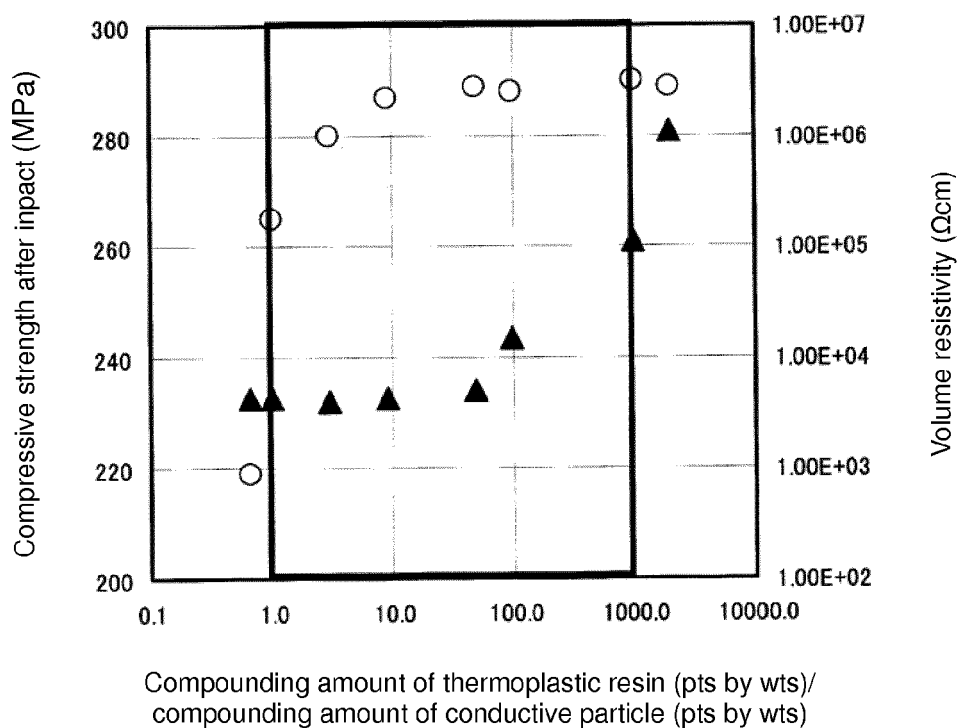 Compressive strength after inpact (MPa)
300
280
260
240
220
200
1.00E+07
1.00E+06
1.00E+05
1.00E+04
1.00E+03
1.00E+02
Volume resistivity (Ωcm)
0.1 1.0 10.0 100.0 1000.0 10000.0
Compounding amount of thermoplastic resin (pts by wts)/
compounding amount of conductive particle (pts by wts)